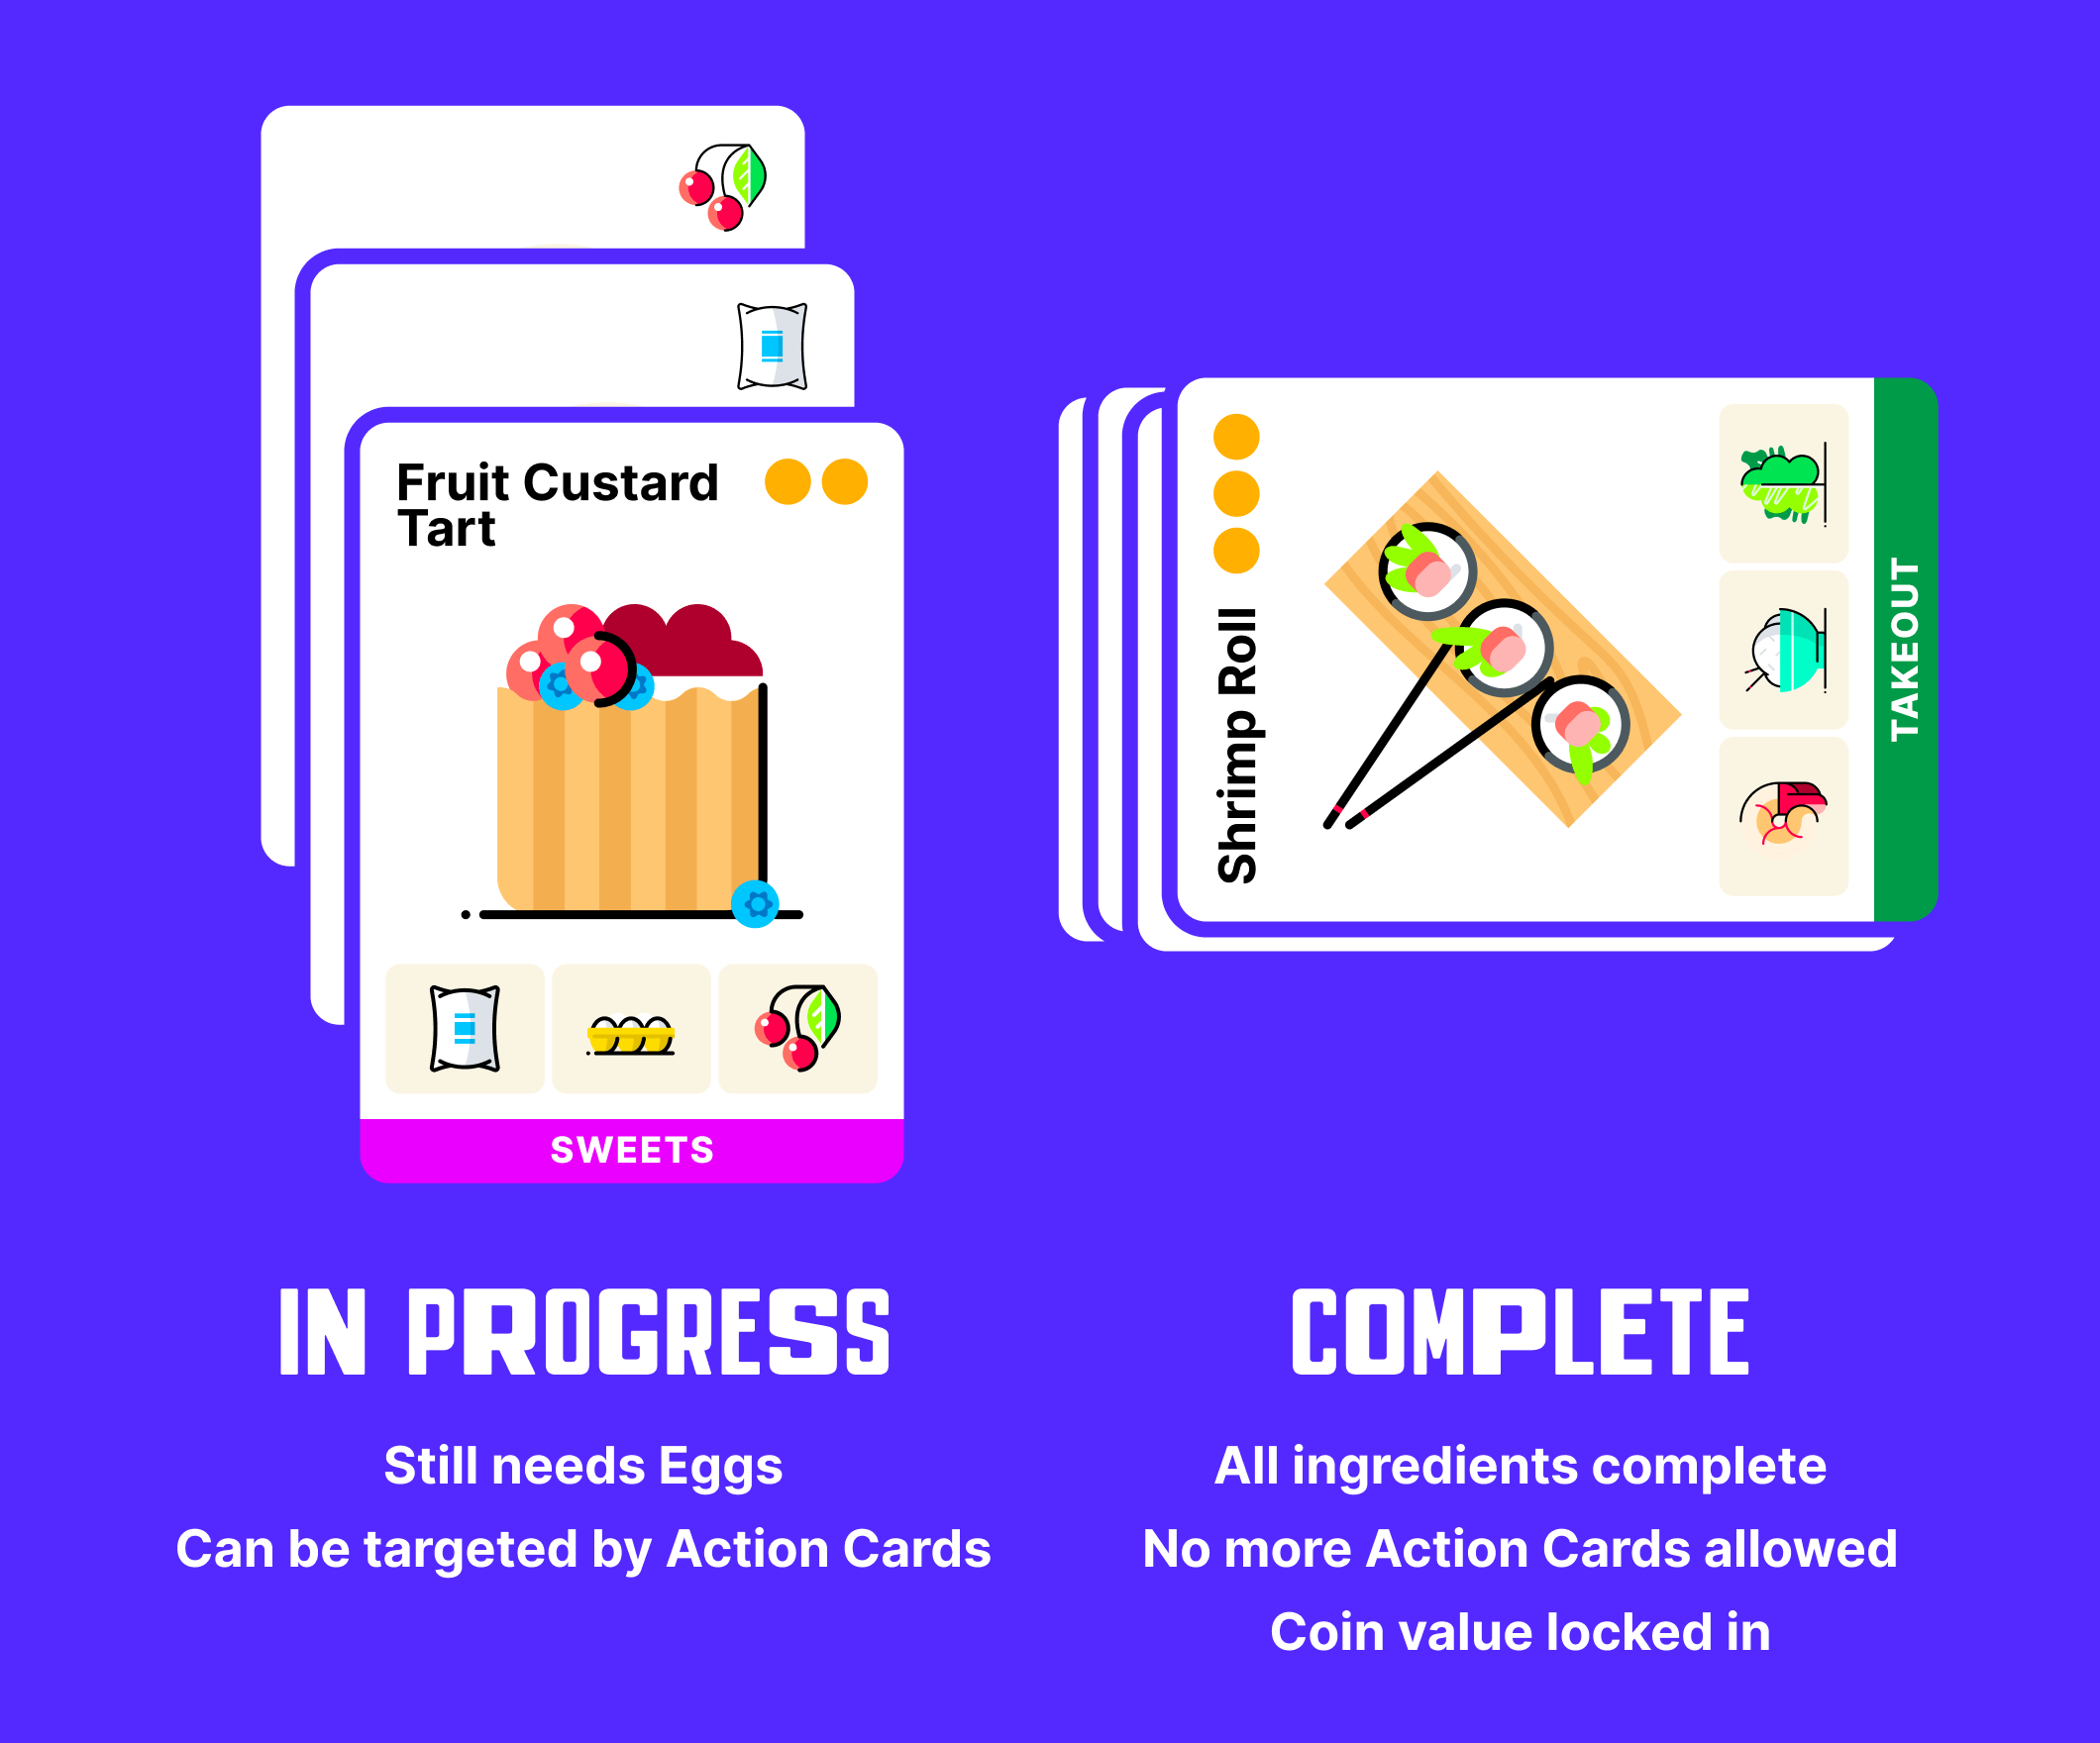 Fruit Custard
Tart
SWEETS
Shrimp Roll
TAKEOUT
IN PROGRESS
Still needs Eggs
Can be targeted by Action Cards
COMPLETE
All ingredients complete
No more Action Cards allowed
Coin value locked in